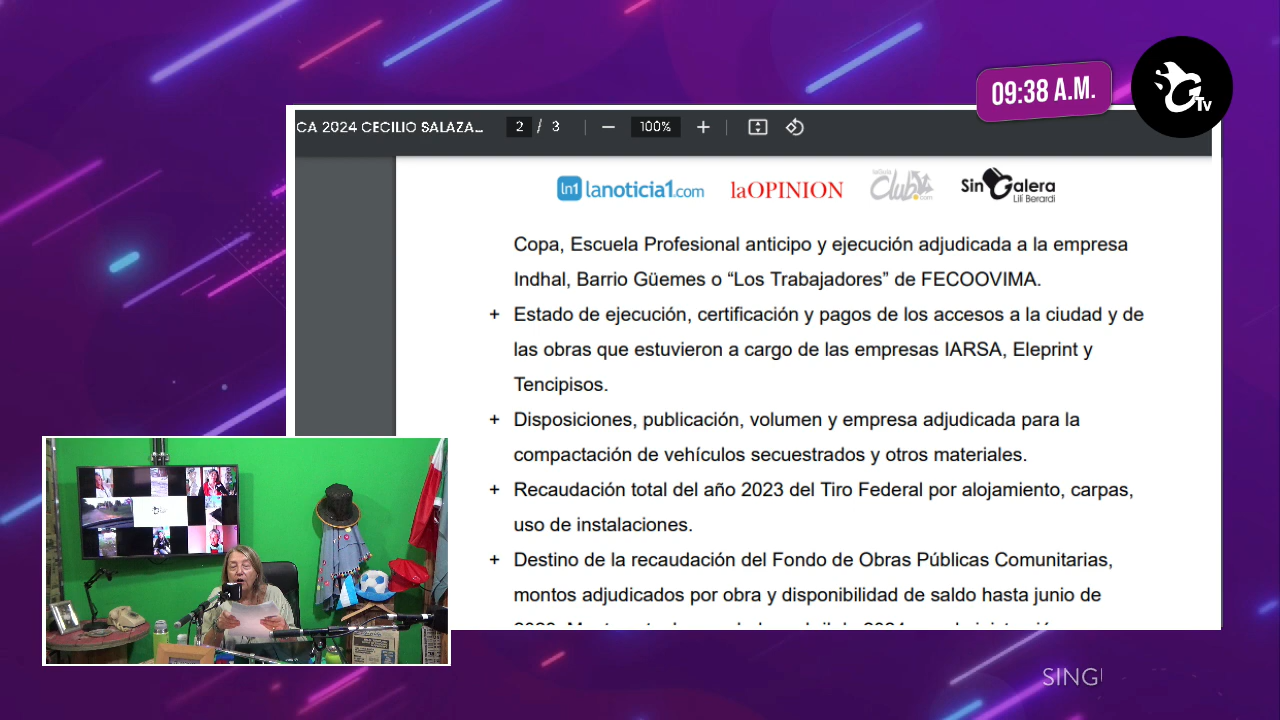 09:38 A.M.
GTv
CA 2024 CECILIO SALAZA... 2 / 3 100%
ln1 lanoticia1.com laOPINION Club.com Sin Galera
Lili Berardi
Copa, Escuela Profesional anticipo y ejecución adjudicada a la empresa
Indhal, Barrio Güemes o “Los Trabajadores” de FECOOVIMA.
+ Estado de ejecución, certificación y pagos de los accesos a la ciudad y de
las obras que estuvieron a cargo de las empresas IARSA, Eleprint y
Tencipisos.
+ Disposiciones, publicación, volumen y empresa adjudicada para la
compactación de vehículos secuestrados y otros materiales.
+ Recaudación total del año 2023 del Tiro Federal por alojamiento, carpas,
uso de instalaciones.
+ Destino de la recaudación del Fondo de Obras Públicas Comunitarias,
montos adjudicados por obra y disponibilidad de saldo hasta junio de
SING